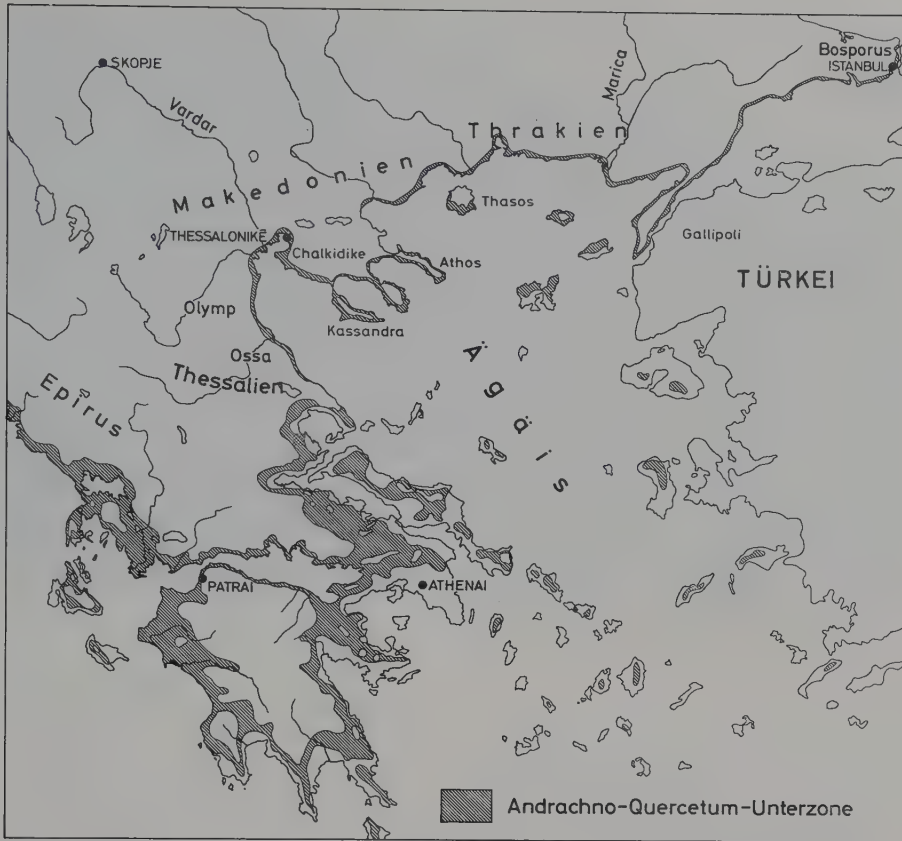 Bosporus
ISTANBUL
SKOPJE
Marica
Vardar
Thrakien
Makedonien
Thasos
THESSALONIKE
Chalkidike
Gallipoli
Athos
TÜRKEI
Olymp
Kassandra
Ossa
Ägäis
Thessalien
Epirus
PATRAI
ATHENAI
Andrachno-Quercetum-Unterzone